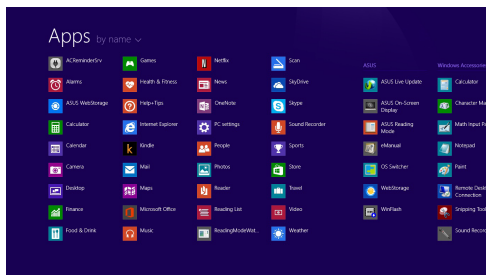 Apps by name
ACReminderSrv
Alarms
ASUS WebStorage
Calculator
Calendar
Camera
Desktop
Finance
Food & Drink
Games
Health & Fitness
Help+Tips
Internet Explorer
Kindle
Mail
Maps
Microsoft Office
Music
Netflix
News
OneNote
PC settings
People
Photos
Reader
Reading List
ReadingModeWat...
Scan
SkyDrive
Skype
Sound Recorder
Sports
Store
Travel
Video
Weather
ASUS
ASUS Live Update
ASUS On-Screen
Display
ASUS Reading
Mode
eManual
OS Switcher
WebStorage
WinFlash
Windows Accessories
Calculator
Character Ma
Math Input Pa
Notepad
Paint
Remote Desk
Connection
Snipping Tool
Sound Record